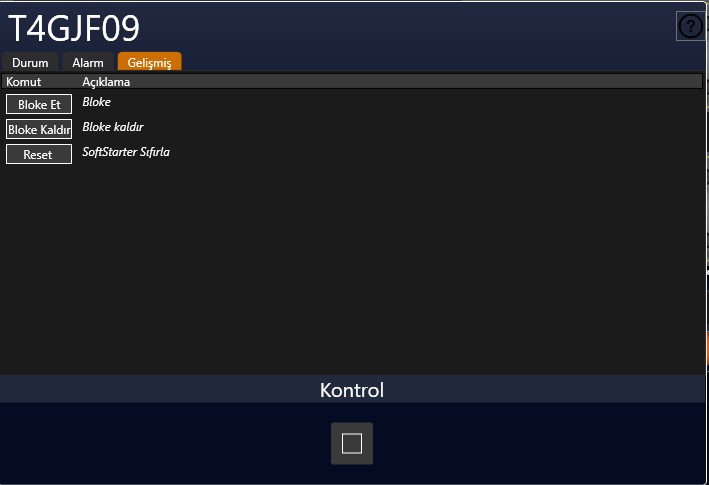 T4GJF09
?
Durum Alarm Gelişmiş
Komut Açıklama
Bloke Et Bloke
Bloke Kaldır Bloke kaldır
Reset SoftStarter Sıfırla
Kontrol